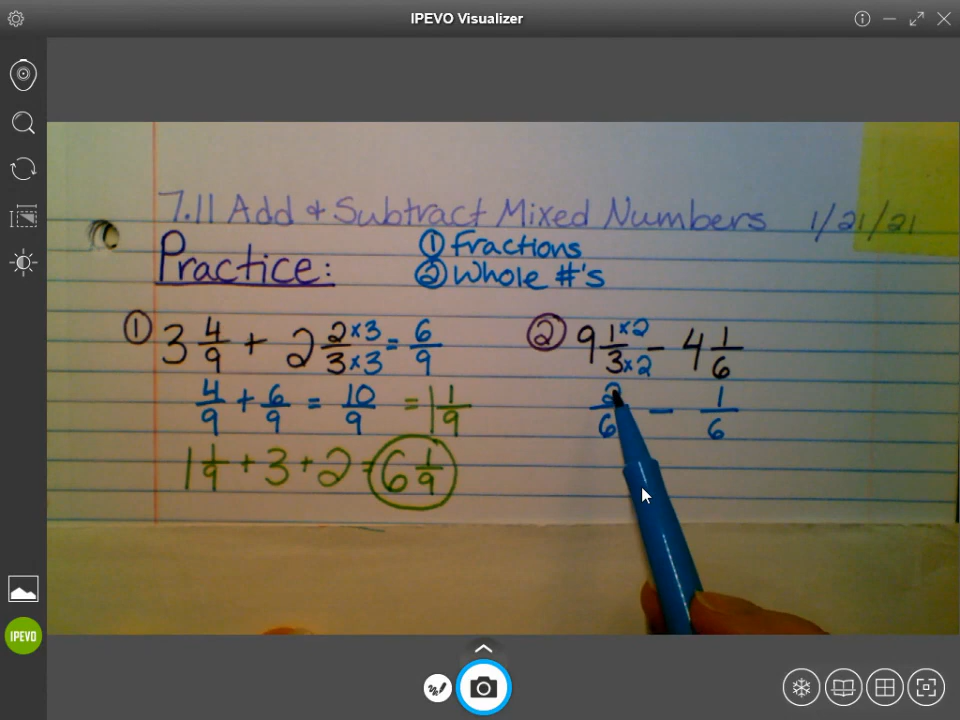 IPEVO Visualizer
7.11 Add & Subtract Mixed Numbers 1/21/21
Practice: ① Fractions
② Whole #'s
① 3 4/9 + 2 2/3 ×3 ×3 = 6/9
4/9 + 6/9 = 10/9 = 1 1/9
1 1/9 + 3 + 2 = 6 1/9
② 9 1/3 ×2 ×2 - 4 1/6
2/6 - 1/6
IPEVO